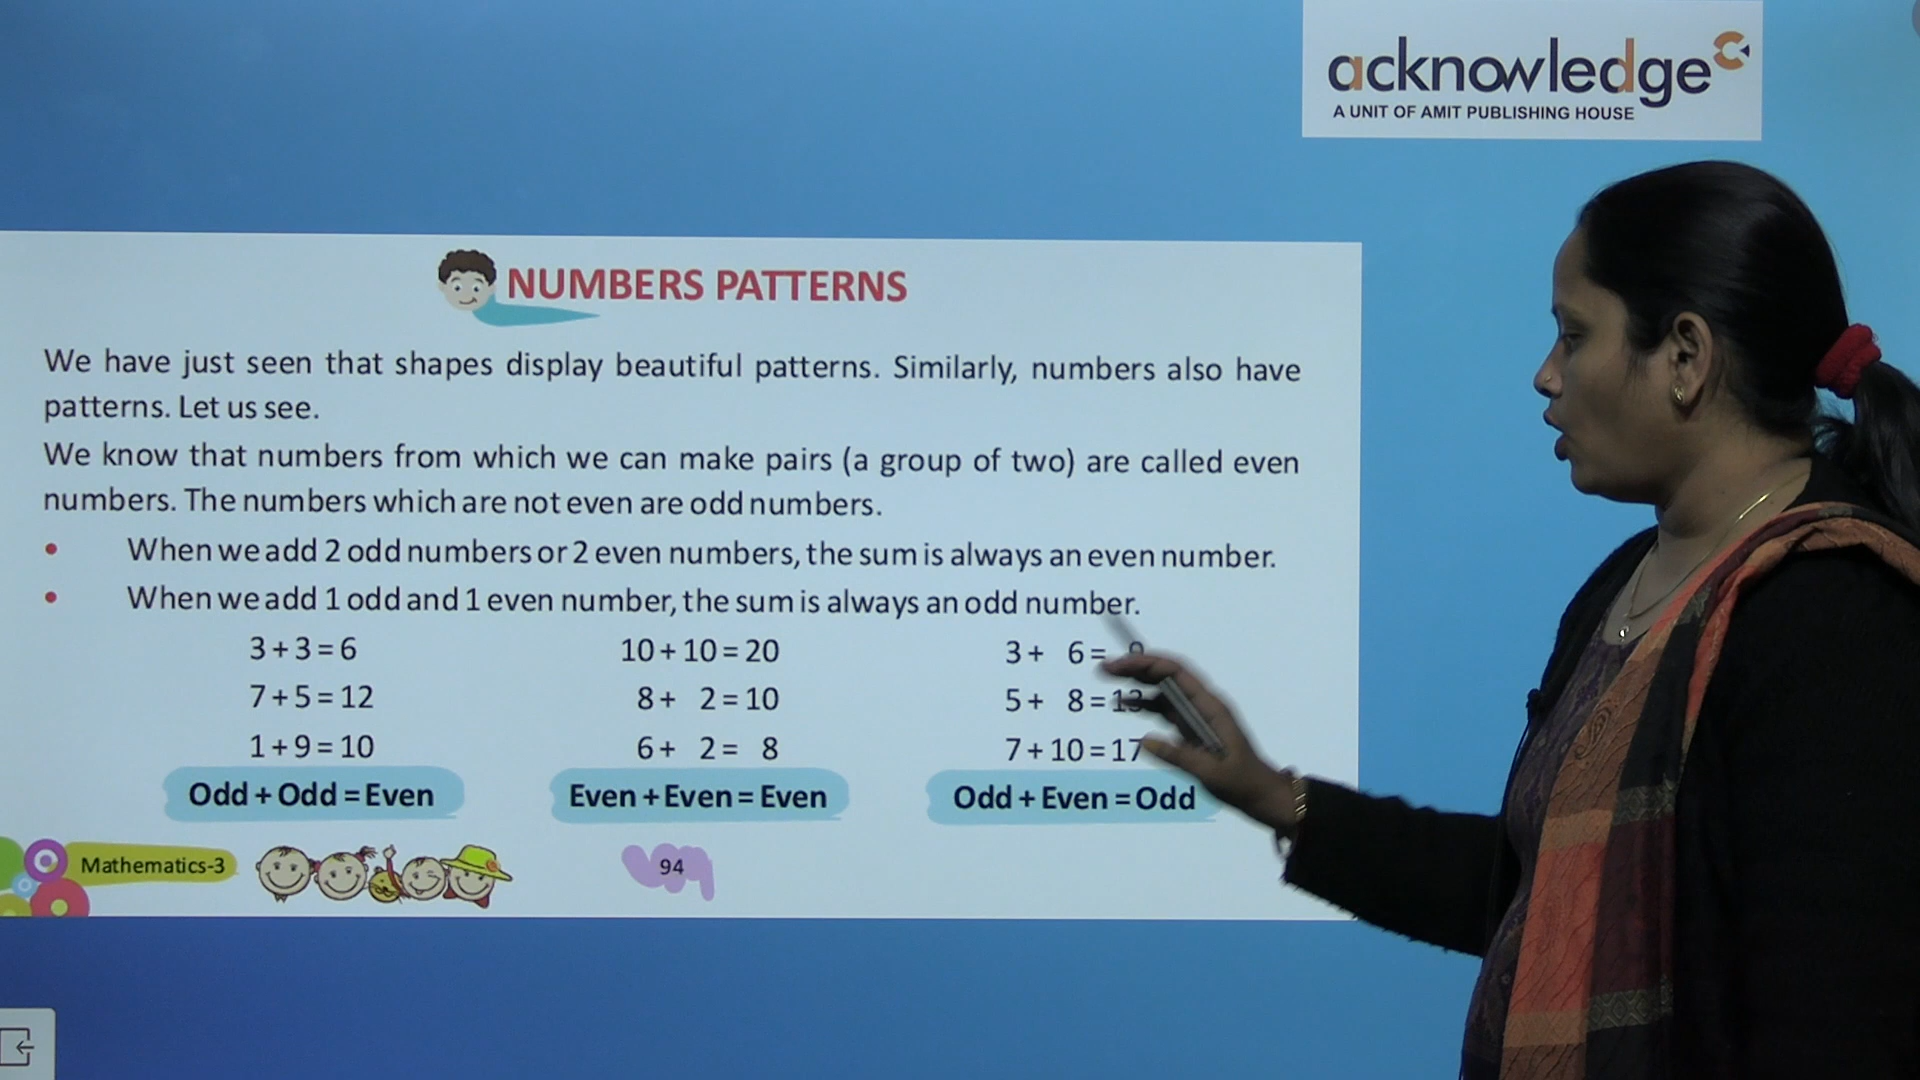 acknowledge
A UNIT OF AMIT PUBLISHING HOUSE
NUMBERS PATTERNS
We have just seen that shapes display beautiful patterns. Similarly, numbers also have
patterns. Let us see.
We know that numbers from which we can make pairs (a group of two) are called even
numbers. The numbers which are not even are odd numbers.
• When we add 2 odd numbers or 2 even numbers, the sum is always an even number.
• When we add 1 odd and 1 even number, the sum is always an odd number.
3 + 3 = 6 10 + 10 = 20 3 + 6 = 9
7 + 5 = 12 8 + 2 = 10 5 + 8 = 13
1 + 9 = 10 6 + 2 = 8 7 + 10 = 17
Odd + Odd = Even Even + Even = Even Odd + Even = Odd
Mathematics-3 94